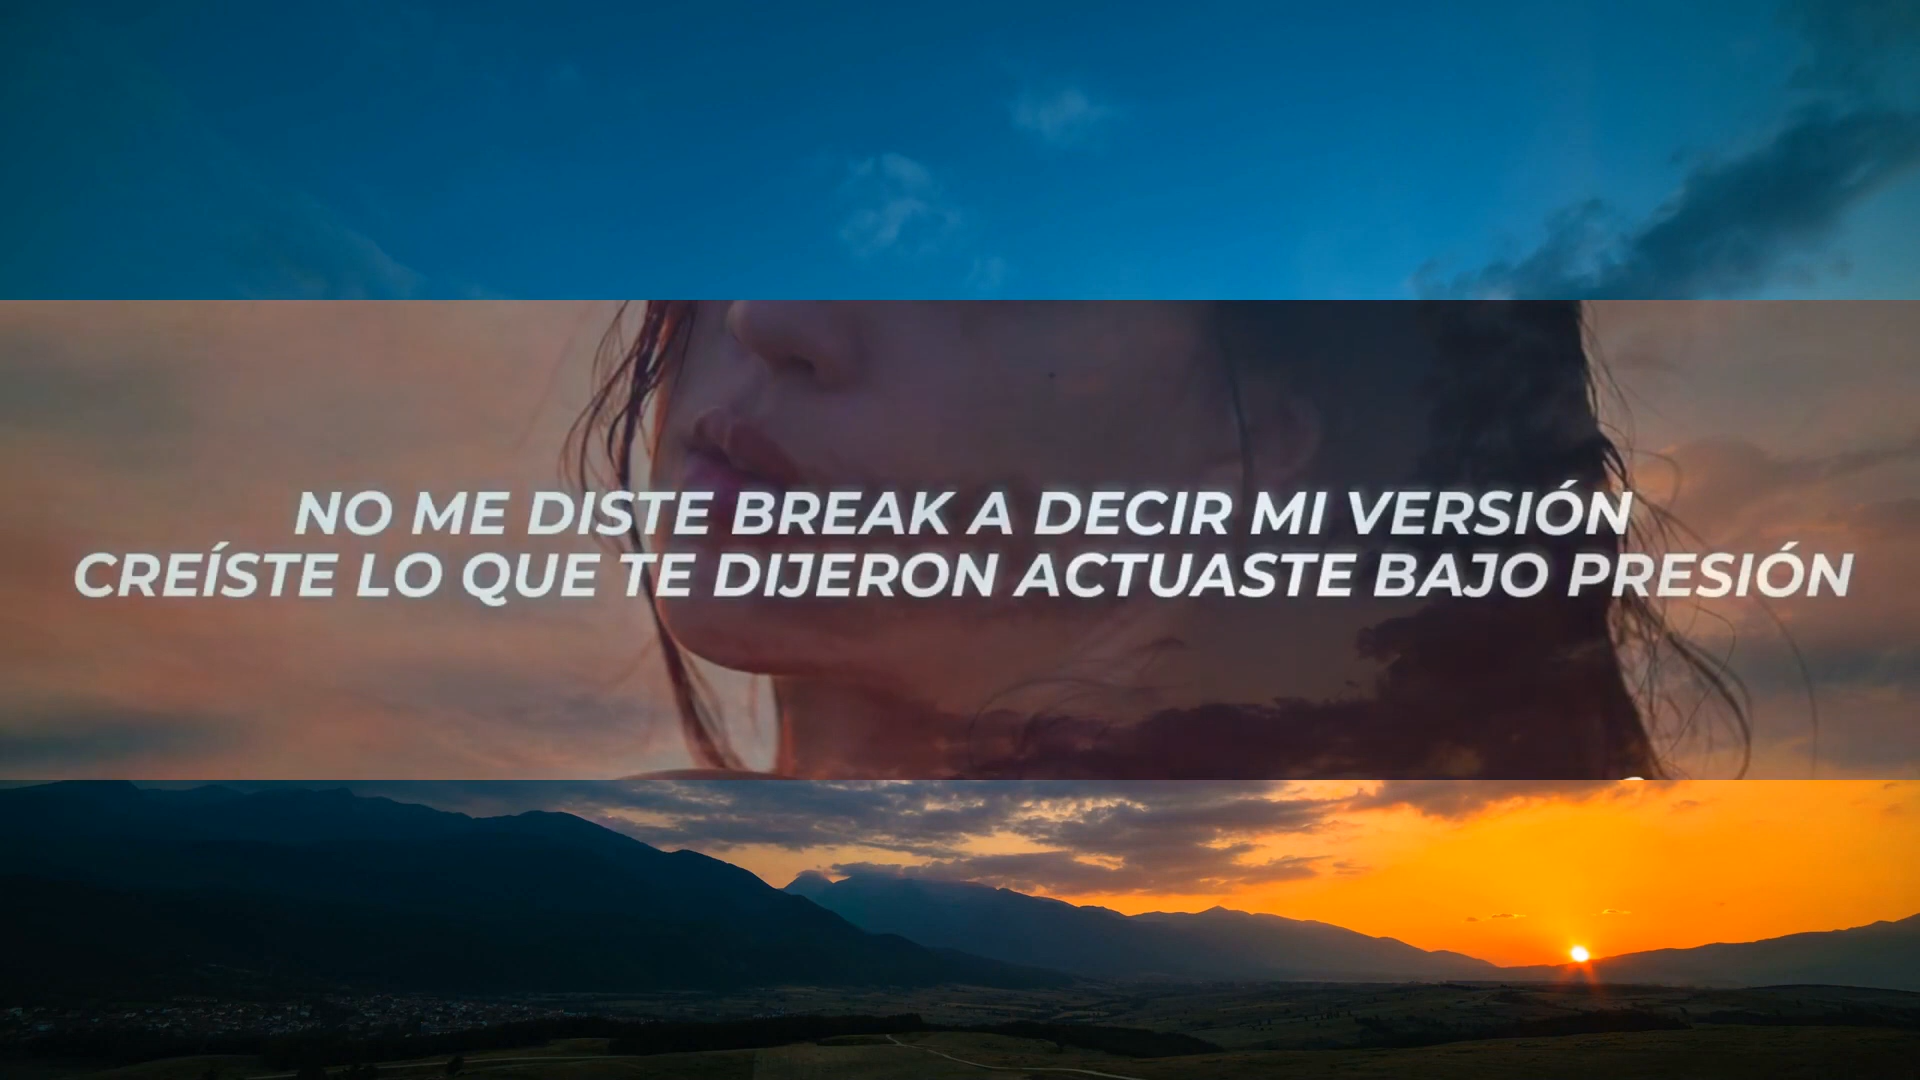 NO ME DISTE BREAK A DECIR MI VERSIÓN
CREÍSTE LO QUE TE DIJERON ACTUASTE BAJO PRESIÓN